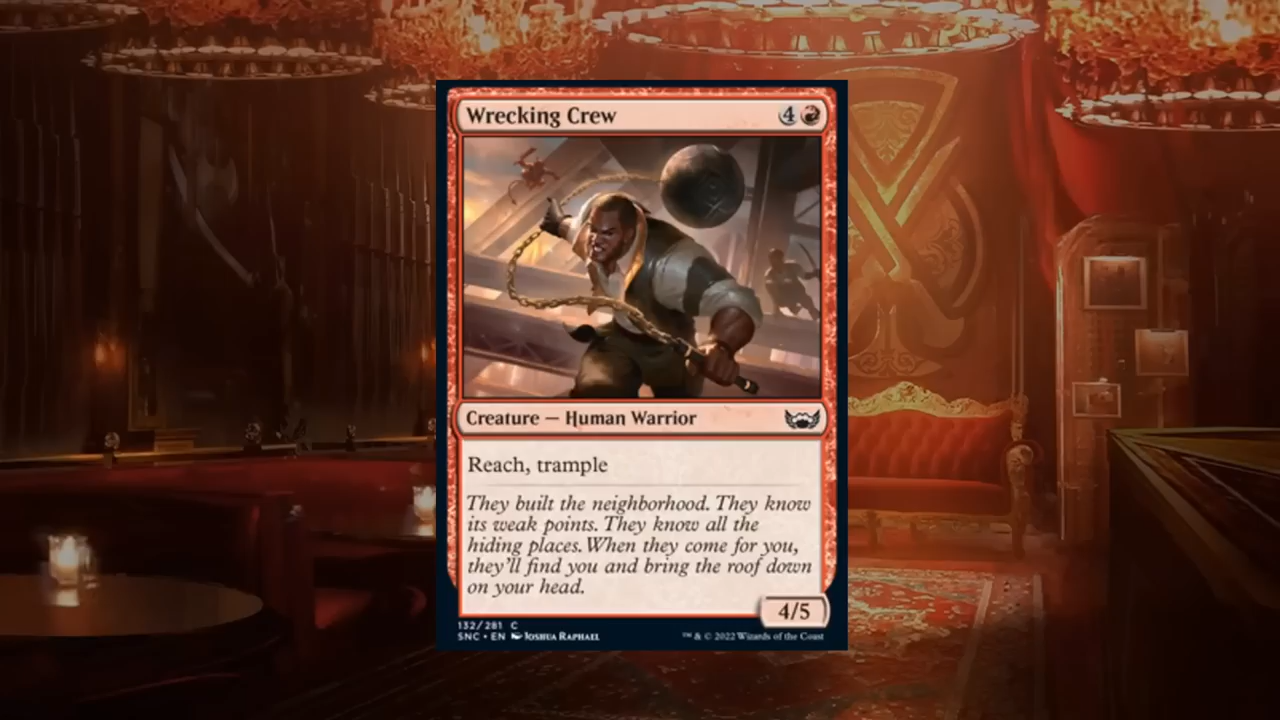 Wrecking Crew 4
Creature — Human Warrior
Reach, trample
They built the neighborhood. They know
its weak points. They know all the
hiding places. When they come for you,
they'll find you and bring the roof down
on your head.
4/5
132/281 C
SNC • EN Joshua Raphael
™ & © 2022 Wizards of the Coast